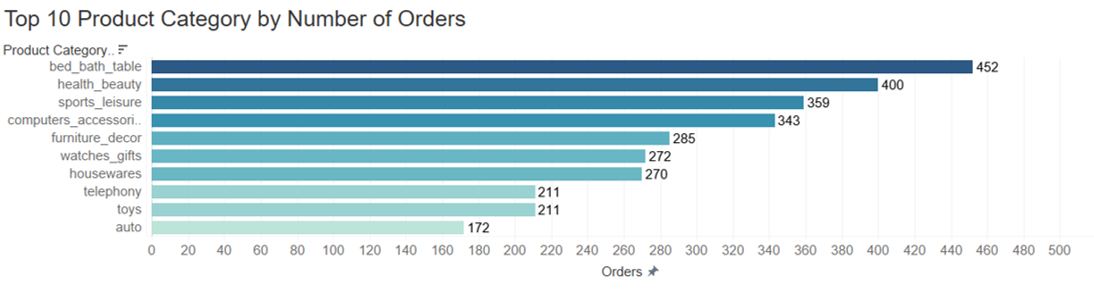 Top 10 Product Category by Number of Orders
Product Category..
bed_bath_table 452
health_beauty 400
sports_leisure 359
computers_accessori.. 343
furniture_decor 285
watches_gifts 272
housewares 270
telephony 211
toys 211
auto 172
0 20 40 60 80 100 120 140 160 180 200 220 240 260 280 300 320 340 360 380 400 420 440 460 480 500
Orders